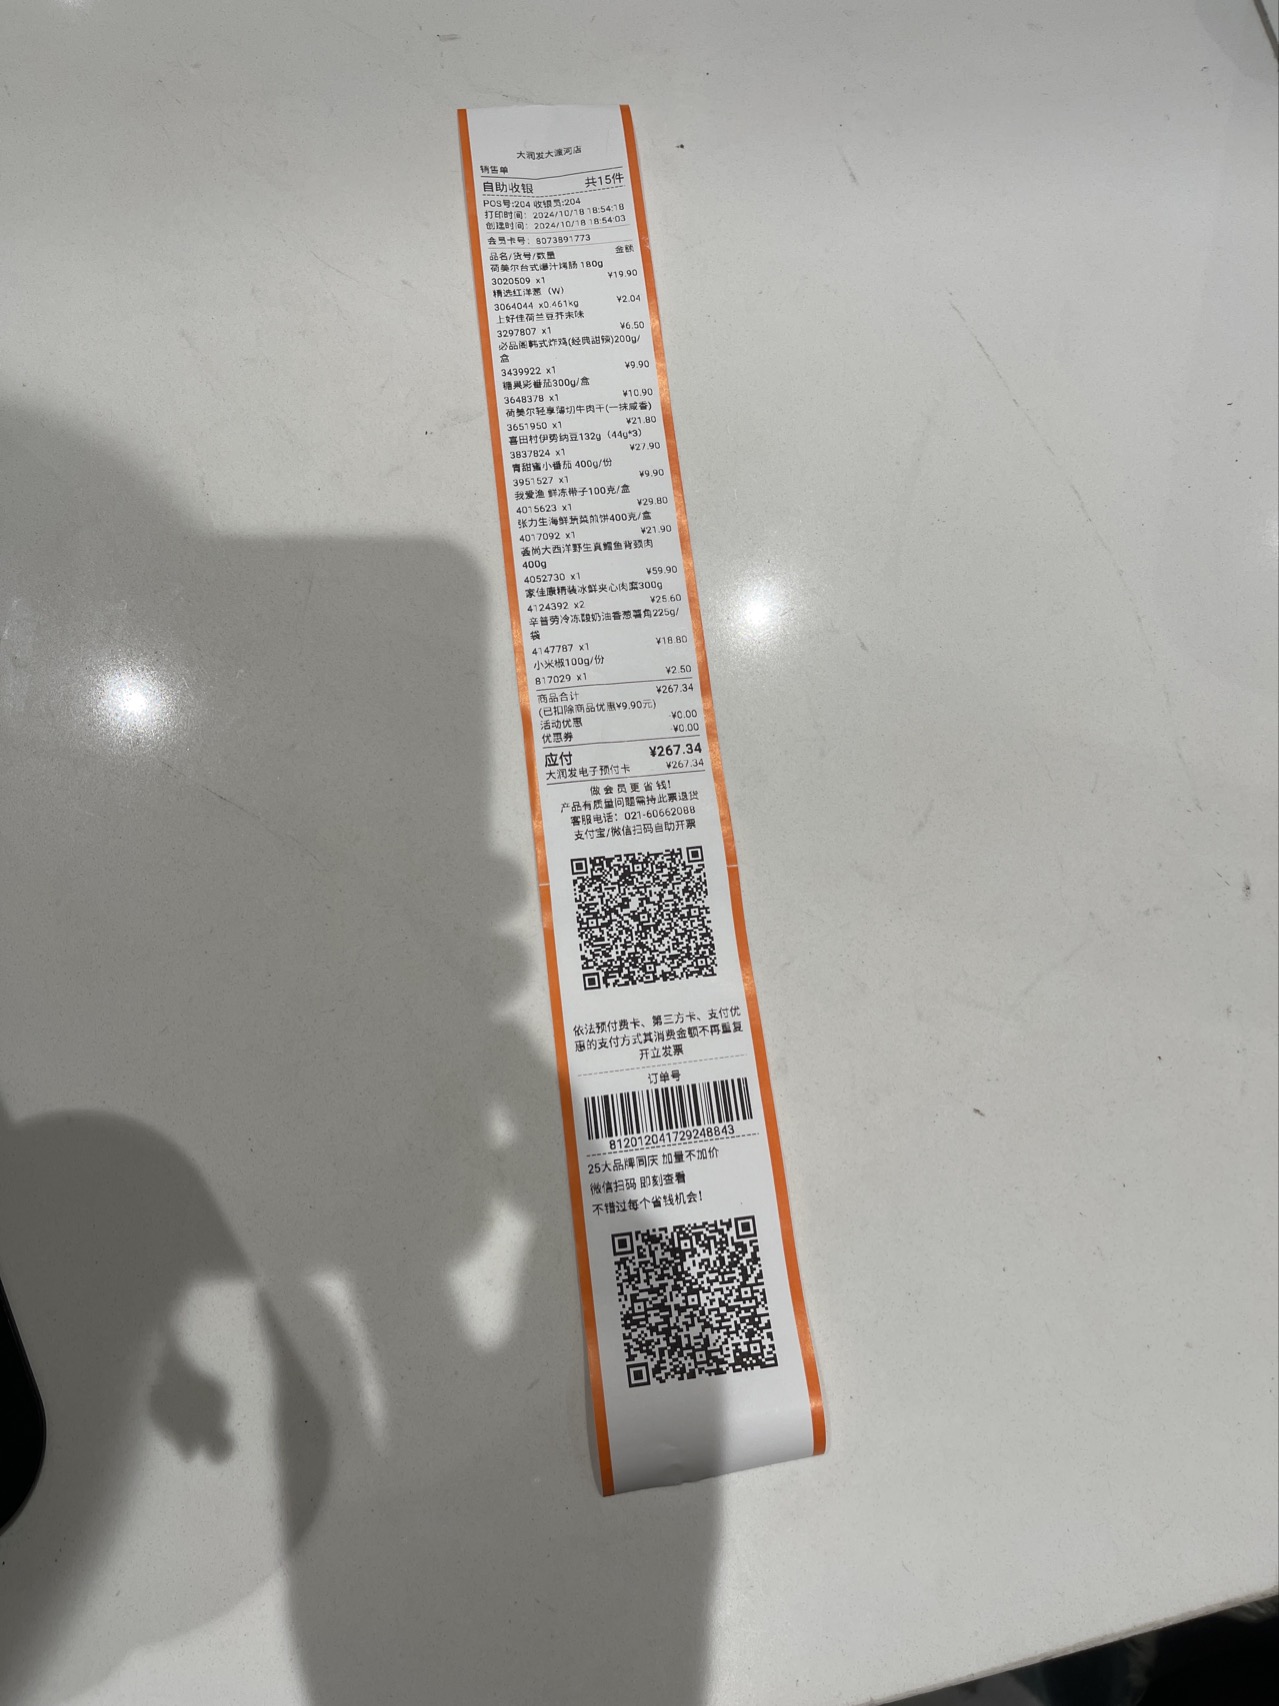 大润发大渡河店
销售单
自助收银 共15件
POS号:204 收银员:204
打印时间: 2024/10/18 18:54:18
创建时间: 2024/10/18 18:54:03
会员卡号: 8073891773
品名/货号/数量 金额
荷美尔台式爆汁烤肠 180g
3020509 x1 ¥19.90
精选红洋葱（W）
3064044 x0.461kg ¥2.04
上好佳荷兰豆芥末味
3297807 x1 ¥6.50
必品阁韩式炸鸡(经典甜辣)200g/
盒
3439922 x1 ¥9.90
糖果彩番茄300g/盒
3648378 x1 ¥10.90
荷美尔轻享薄切牛肉干(一抹咸香)
3651950 x1 ¥21.80
喜田村伊势纳豆132g（44g*3）
3837824 x1 ¥27.90
青甜蜜小番茄 400g/份
3951527 x1 ¥9.90
我爱渔 鲜冻带子100克/盒
4015623 x1 ¥29.80
张力生海鲜蔬菜煎饼400克/盒
4017092 x1 ¥21.90
荟尚大西洋野生真鳕鱼背颈肉
400g
4052730 x1 ¥59.90
家佳康精装冰鲜夹心肉糜300g
4124392 x2 ¥25.60
辛普劳冷冻酸奶油香葱薯角225g/
袋
4147787 x1 ¥18.80
小米椒100g/份
817029 x1 ¥2.50
商品合计 ¥267.34
(已扣除商品优惠¥9.90元)
活动优惠 -¥0.00
优惠券 -¥0.00
应付 ¥267.34
大润发电子预付卡 ¥267.34
做会员更省钱!
产品有质量问题需持此票退货
客服电话: 021-60662088
支付宝/微信扫码自助开票
依法预付费卡、第三方卡、支付优
惠的支付方式其消费金额不再重复
开立发票
订单号
812012041729248843
25大品牌同庆 加量不加价
微信扫码 即刻查看
不错过每个省钱机会!